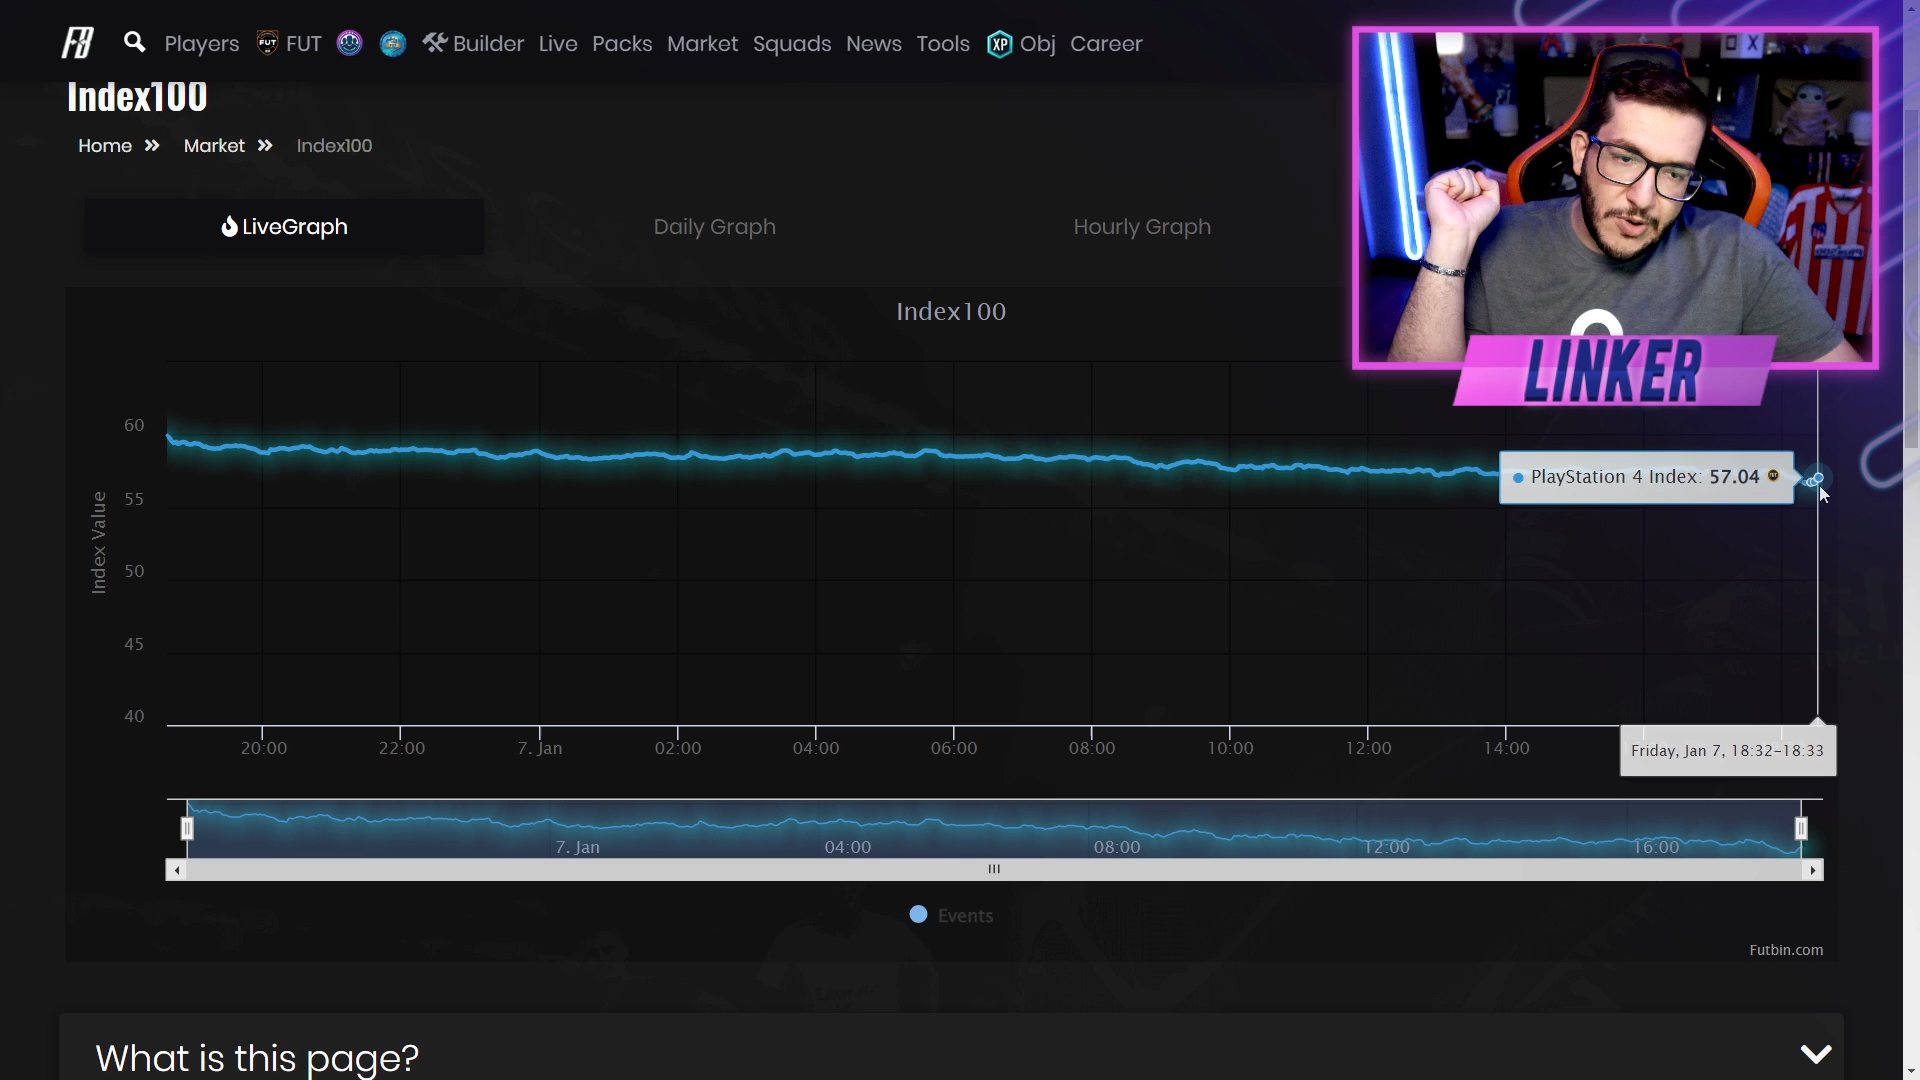 Players FUT Builder Live Packs Market Squads News Tools XP Obj Career
Index100
Home » Market » Index100
LiveGraph Daily Graph Hourly Graph
Index100
LINKER
60
55
50
45
40
Index Value
PlayStation 4 Index: 57.04
20:00 22:00 7. Jan 02:00 04:00 06:00 08:00 10:00 12:00 14:00
Friday, Jan 7, 18:32-18:33
7. Jan 04:00 08:00 12:00 16:00
Events
Futbin.com
What is this page?